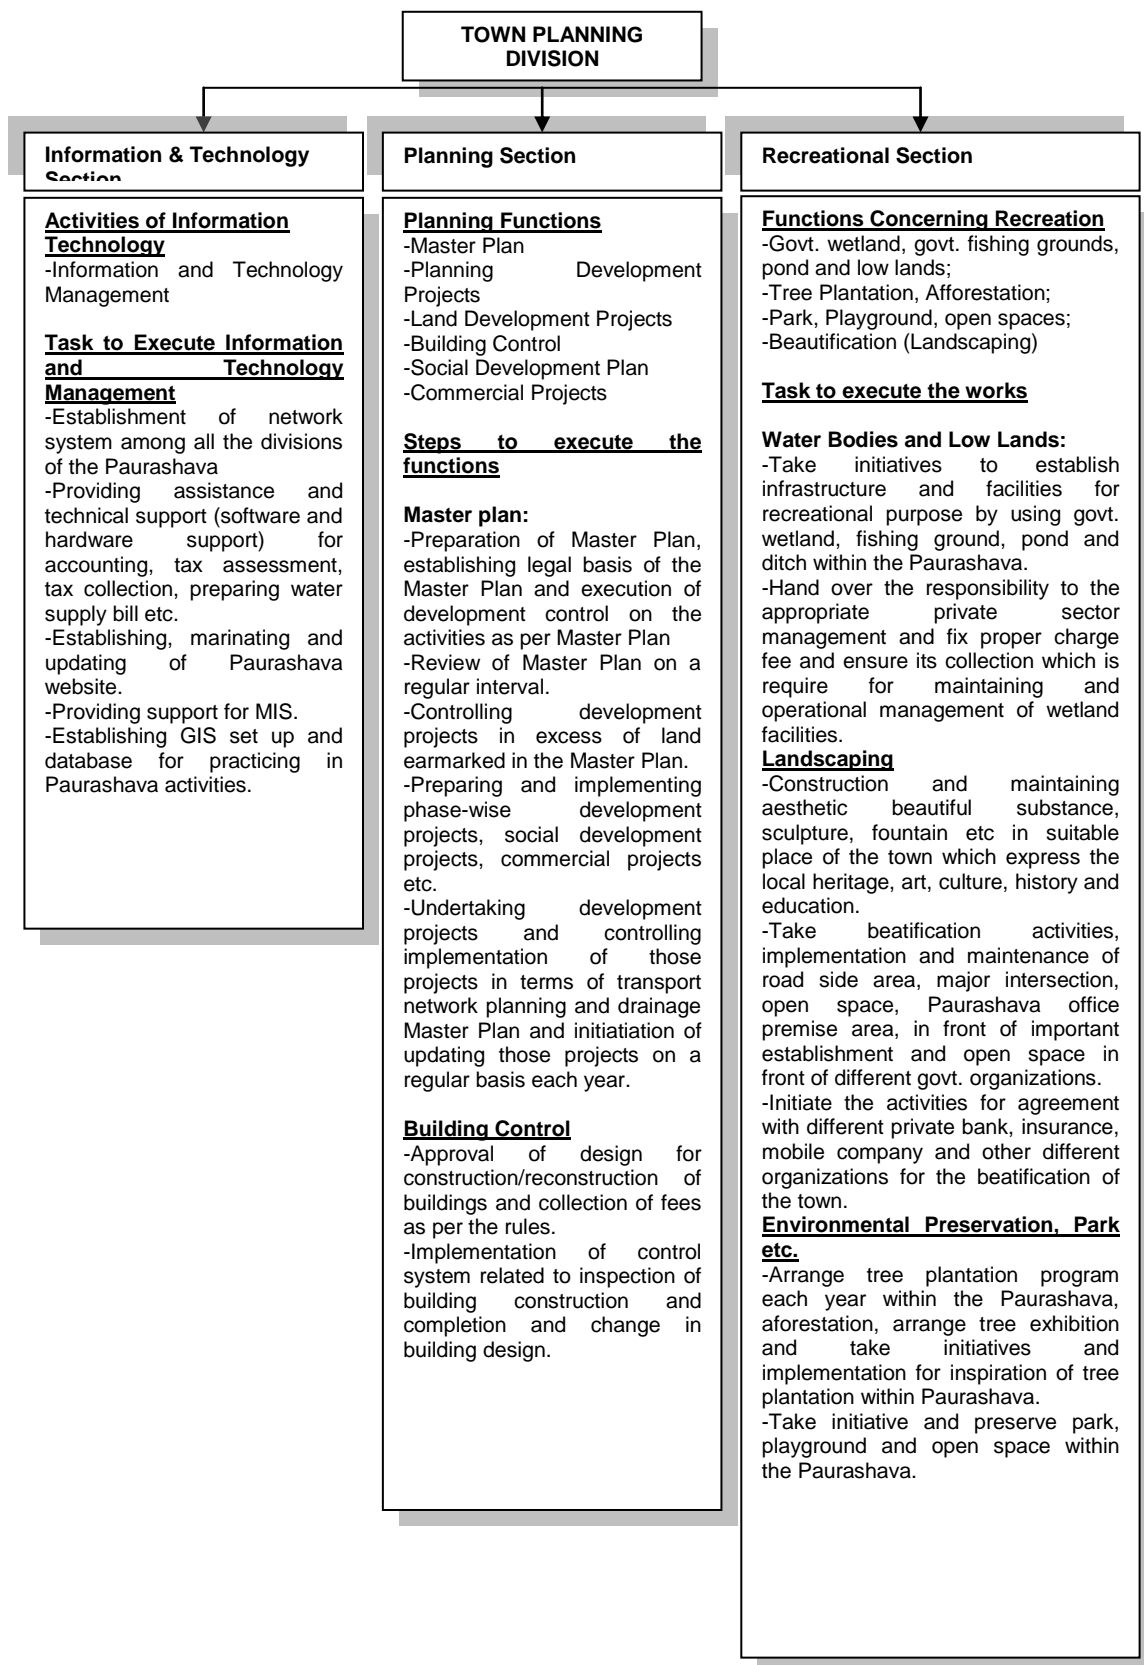 TOWN PLANNING
DIVISION
Information & Technology
Section
Activities of Information
Technology
-Information and Technology
Management
Task to Execute Information
and Technology
Management
-Establishment of network
system among all the divisions
of the Paurashava
-Providing assistance and
technical support (software and
hardware support) for
accounting, tax assessment,
tax collection, preparing water
supply bill etc.
-Establishing, marinating and
updating of Paurashava
website.
-Providing support for MIS.
-Establishing GIS set up and
database for practicing in
Paurashava activities.
Planning Section
Planning Functions
-Master Plan
-Planning Development
Projects
-Land Development Projects
-Building Control
-Social Development Plan
-Commercial Projects
Steps to execute the
functions
Master plan:
-Preparation of Master Plan,
establishing legal basis of the
Master Plan and execution of
development control on the
activities as per Master Plan
-Review of Master Plan on a
regular interval.
-Controlling development
projects in excess of land
earmarked in the Master Plan.
-Preparing and implementing
phase-wise development
projects, social development
projects, commercial projects
etc.
-Undertaking development
projects and controlling
implementation of those
projects in terms of transport
network planning and drainage
Master Plan and initiatiation of
updating those projects on a
regular basis each year.
Building Control
-Approval of design for
construction/reconstruction of
buildings and collection of fees
as per the rules.
-Implementation of control
system related to inspection of
building construction and
completion and change in
building design.
Recreational Section
Functions Concerning Recreation
-Govt. wetland, govt. fishing grounds,
pond and low lands;
-Tree Plantation, Afforestation;
-Park, Playground, open spaces;
-Beautification (Landscaping)
Task to execute the works
Water Bodies and Low Lands:
-Take initiatives to establish
infrastructure and facilities for
recreational purpose by using govt.
wetland, fishing ground, pond and
ditch within the Paurashava.
-Hand over the responsibility to the
appropriate private sector
management and fix proper charge
fee and ensure its collection which is
require for maintaining and
operational management of wetland
facilities.
Landscaping
-Construction and maintaining
aesthetic beautiful substance,
sculpture, fountain etc in suitable
place of the town which express the
local heritage, art, culture, history and
education.
-Take beatification activities,
implementation and maintenance of
road side area, major intersection,
open space, Paurashava office
premise area, in front of important
establishment and open space in
front of different govt. organizations.
-Initiate the activities for agreement
with different private bank, insurance,
mobile company and other different
organizations for the beatification of
the town.
Environmental Preservation, Park
etc.
-Arrange tree plantation program
each year within the Paurashava,
aforestation, arrange tree exhibition
and take initiatives and
implementation for inspiration of tree
plantation within Paurashava.
-Take initiative and preserve park,
playground and open space within
the Paurashava.